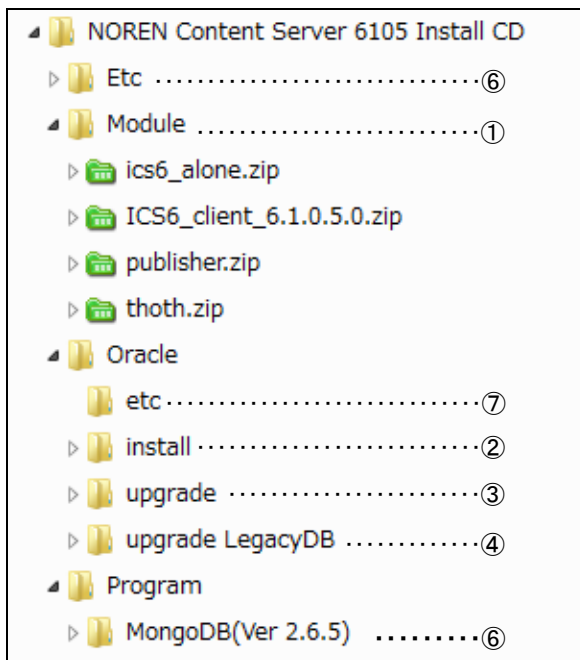 NOREN Content Server 6105 Install CD
Etc ・・・・・・・・・・・・・・・・・・・・・・・・・・・・・・・⑥
Module ・・・・・・・・・・・・・・・・・・・・・・・・・・・①
ics6_alone.zip
ICS6_client_6.1.0.5.0.zip
publisher.zip
thoth.zip
Oracle
etc・・・・・・・・・・・・・・・・・・・・・・・・・・・・・・⑦
install・・・・・・・・・・・・・・・・・・・・・・・・・・・②
upgrade ・・・・・・・・・・・・・・・・・・・・・・・・③
upgrade LegacyDB ・・・・・・・・・・・・・④
Program
MongoDB(Ver 2.6.5) ・・・・・・・・・⑥